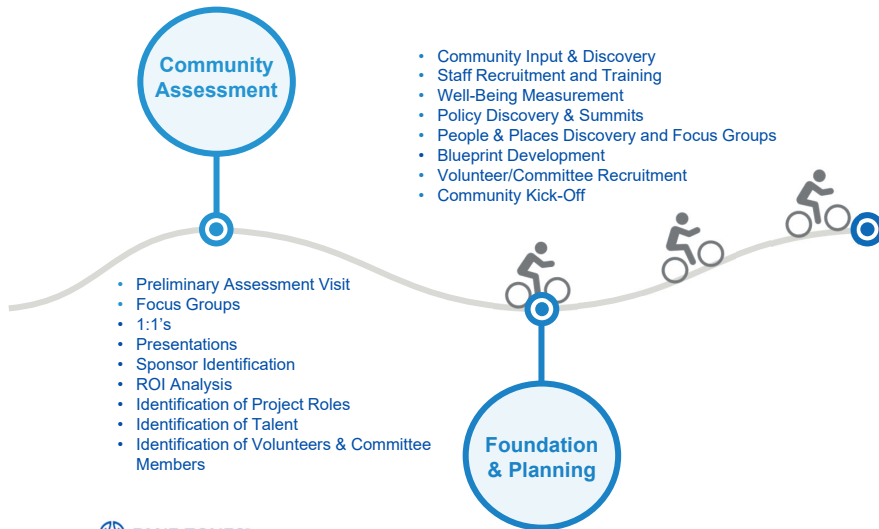 Community
Assessment
• Community Input & Discovery
• Staff Recruitment and Training
• Well-Being Measurement
• Policy Discovery & Summits
• People & Places Discovery and Focus Groups
• Blueprint Development
• Volunteer/Committee Recruitment
• Community Kick-Off
• Preliminary Assessment Visit
• Focus Groups
• 1:1's
• Presentations
• Sponsor Identification
• ROI Analysis
• Identification of Project Roles
• Identification of Talent
• Identification of Volunteers & Committee
Members
Foundation
& Planning